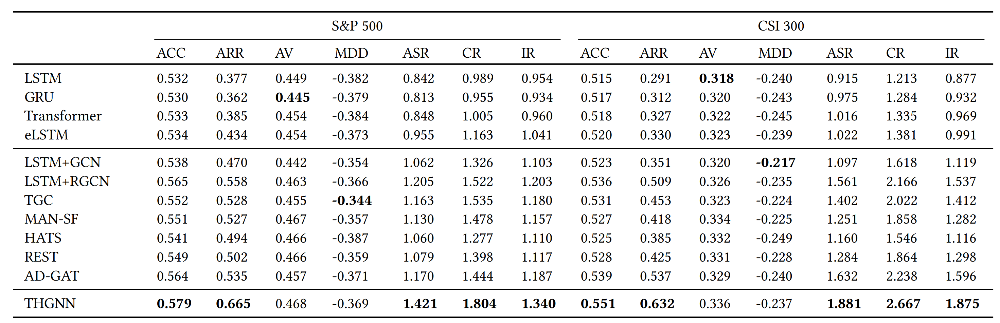 S&P 500 CSI 300
ACC ARR AV MDD ASR CR IR ACC ARR AV MDD ASR CR IR
LSTM 0.532 0.377 0.449 -0.382 0.842 0.989 0.954 0.515 0.291 0.318 -0.240 0.915 1.213 0.877
GRU 0.530 0.362 0.445 -0.379 0.813 0.955 0.934 0.517 0.312 0.320 -0.243 0.975 1.284 0.932
Transformer 0.533 0.385 0.454 -0.384 0.848 1.005 0.960 0.518 0.327 0.322 -0.245 1.016 1.335 0.969
eLSTM 0.534 0.434 0.454 -0.373 0.955 1.163 1.041 0.520 0.330 0.323 -0.239 1.022 1.381 0.991
LSTM+GCN 0.538 0.470 0.442 -0.354 1.062 1.326 1.103 0.523 0.351 0.320 -0.217 1.097 1.618 1.119
LSTM+RGCN 0.565 0.558 0.463 -0.366 1.205 1.522 1.203 0.536 0.509 0.326 -0.235 1.561 2.166 1.537
TGC 0.552 0.528 0.455 -0.344 1.163 1.535 1.180 0.531 0.453 0.323 -0.224 1.402 2.022 1.412
MAN-SF 0.551 0.527 0.467 -0.357 1.130 1.478 1.157 0.527 0.418 0.334 -0.225 1.251 1.858 1.282
HATS 0.541 0.494 0.466 -0.387 1.060 1.277 1.110 0.525 0.385 0.332 -0.249 1.160 1.546 1.116
REST 0.549 0.502 0.466 -0.359 1.079 1.398 1.117 0.528 0.425 0.331 -0.228 1.284 1.864 1.298
AD-GAT 0.564 0.535 0.457 -0.371 1.170 1.444 1.187 0.539 0.537 0.329 -0.240 1.632 2.238 1.596
THGNN 0.579 0.665 0.468 -0.369 1.421 1.804 1.340 0.551 0.632 0.336 -0.237 1.881 2.667 1.875